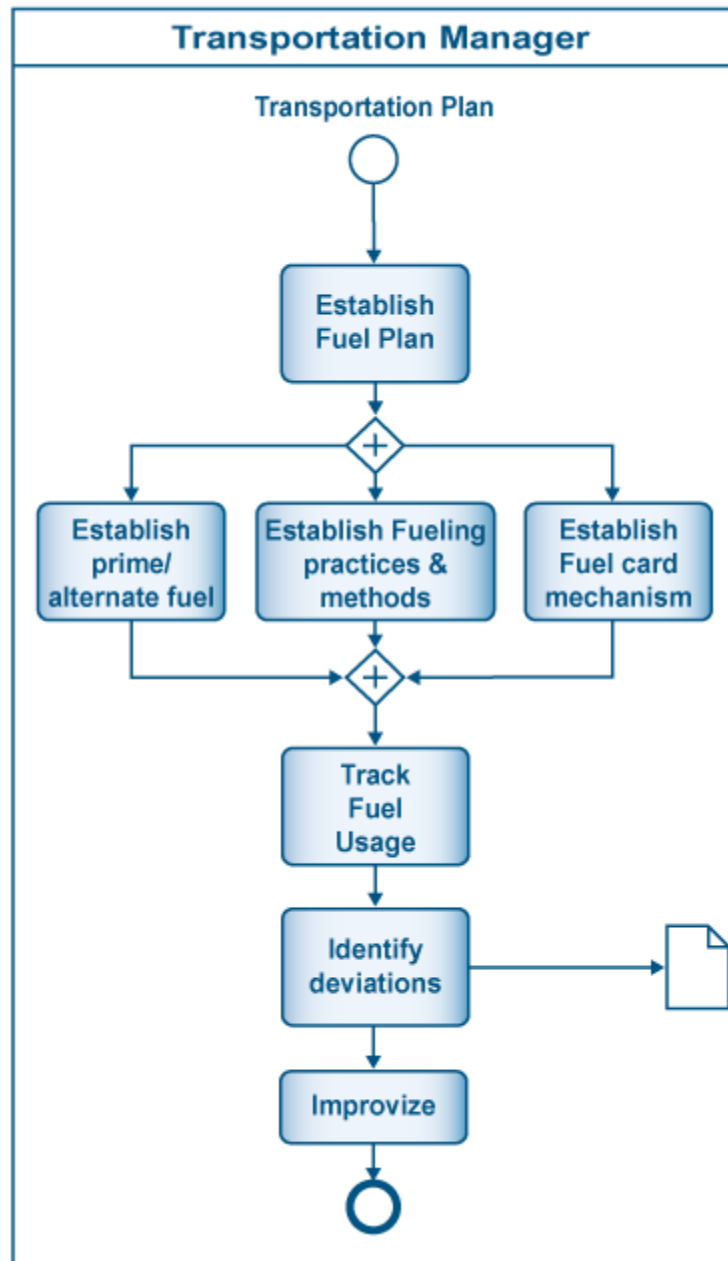 Transportation Manager
Transportation Plan
Establish
Fuel Plan
Establish
prime/
alternate fuel
Establish Fueling
practices &
methods
Establish
Fuel card
mechanism
Track
Fuel
Usage
Identify
deviations
Improvize